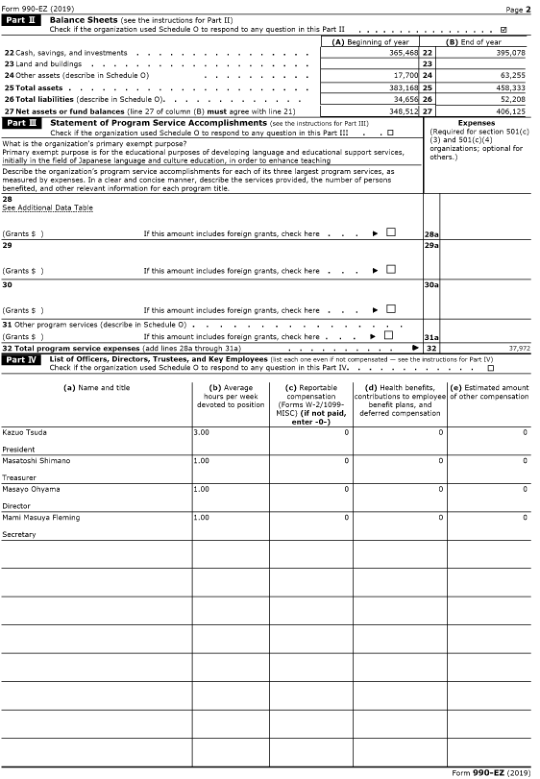 Form 990-EZ (2019) Page 2
Part II Balance Sheets (see the instructions for Part II)
Check if the organization used Schedule O to respond to any question in this Part II . . . . . . . . . . . . . . . . ☑
(A) Beginning of year (B) End of year
22 Cash, savings, and investments . . . . . . . . . . . . . . . 365,468 22 395,078
23 Land and buildings . . . . . . . . . . . . . . . . . . . 23
24 Other assets (describe in Schedule O) . . . . . . . . . 17,700 24 63,255
25 Total assets . . . . . . . . . . . . . . . . . . . . . 383,168 25 458,333
26 Total liabilities (describe in Schedule O). . . . . . . . . . . . 34,656 26 52,208
27 Net assets or fund balances (line 27 of column (B) must agree with line 21) 348,512 27 406,125
Part III Statement of Program Service Accomplishments (see the instructions for Part III)
Check if the organization used Schedule O to respond to any question in this Part III . . ☐
Expenses
(Required for section 501(c)
(3) and 501(c)(4)
organizations; optional for
others.)
What is the organization's primary exempt purpose?
Primary exempt purpose is for the educational purposes of developing language and educational support services,
initially in the field of Japanese language and culture education, in order to enhance teaching
Describe the organization's program service accomplishments for each of its three largest program services, as
measured by expenses. In a clear and concise manner, describe the services provided, the number of persons
benefited, and other relevant information for each program title.
28
See Additional Data Table
(Grants $ ) If this amount includes foreign grants, check here . . . ▶ ☐ 28a
29 29a
(Grants $ ) If this amount includes foreign grants, check here . . . ▶ ☐
30 30a
(Grants $ ) If this amount includes foreign grants, check here . . . ▶ ☐
31 Other program services (describe in Schedule O) . . . . . . . . . . . . . . . .
(Grants $ ) If this amount includes foreign grants, check here . . . ▶ ☐ 31a
32 Total program service expenses (add lines 28a through 31a) . . . . . . . . . . . ▶ 32 37,972
Part IV List of Officers, Directors, Trustees, and Key Employees (list each one even if not compensated — see the instructions for Part IV)
Check if the organization used Schedule O to respond to any question in this Part IV. . . . . . . . . . . . . ☐
(a) Name and title (b) Average hours per week devoted to position (c) Reportable compensation (Forms W-2/1099-MISC) (if not paid, enter -0-) (d) Health benefits, contributions to employee benefit plans, and deferred compensation (e) Estimated amount of other compensation
Kazuo Tsuda 3.00 0 0 0
President
Masatoshi Shimano 1.00 0 0 0
Treasurer
Masayo Ohyama 1.00 0 0 0
Director
Mami Masuya Fleming 1.00 0 0 0
Secretary
Form 990-EZ (2019)